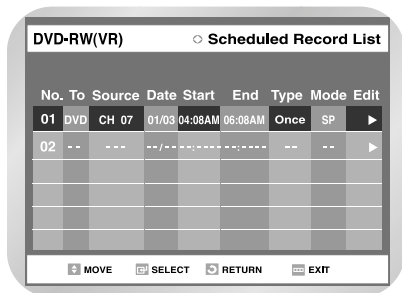 DVD-RW(VR) Scheduled Record List
No. To Source Date Start End Type Mode Edit
01 DVD CH 07 01/03 04:08AM 06:08AM Once SP ►
02 -- --- --/-- --:-- --:-- -- -- ►
MOVE SELECT RETURN EXIT